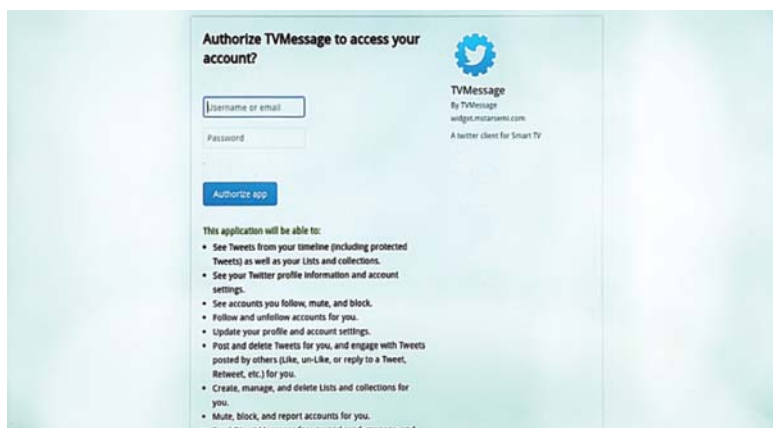 Authorize TVMessage to access your
account?
Username or email
Password
Authorize app
This application will be able to:
• See Tweets from your timeline (including protected
Tweets) as well as your Lists and collections.
• See your Twitter profile information and account
settings.
• See accounts you follow, mute, and block.
• Follow and unfollow accounts for you.
• Update your profile and account settings.
• Post and delete Tweets for you, and engage with Tweets
posted by others (Like, un-Like, or reply to a Tweet,
Retweet, etc.) for you.
• Create, manage, and delete Lists and collections for
you.
• Mute, block, and report accounts for you.
TVMessage
By TVMessage
widget.mstarsemi.com
A twitter client for Smart TV